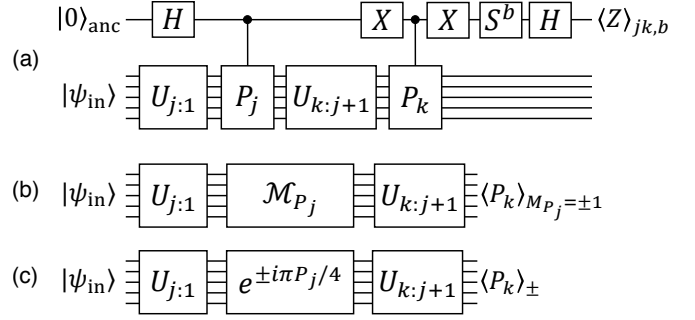 |0⟩anc H X X S^b H ⟨Z⟩jk,b
(a) |ψin⟩ U_{j:1} P_j U_{k:j+1} P_k
(b) |ψin⟩ U_{j:1} ℳ_{P_j} U_{k:j+1} ⟨P_k⟩_{M_{P_j}=±1}
(c) |ψin⟩ U_{j:1} e^{±iπP_j/4} U_{k:j+1} ⟨P_k⟩_±